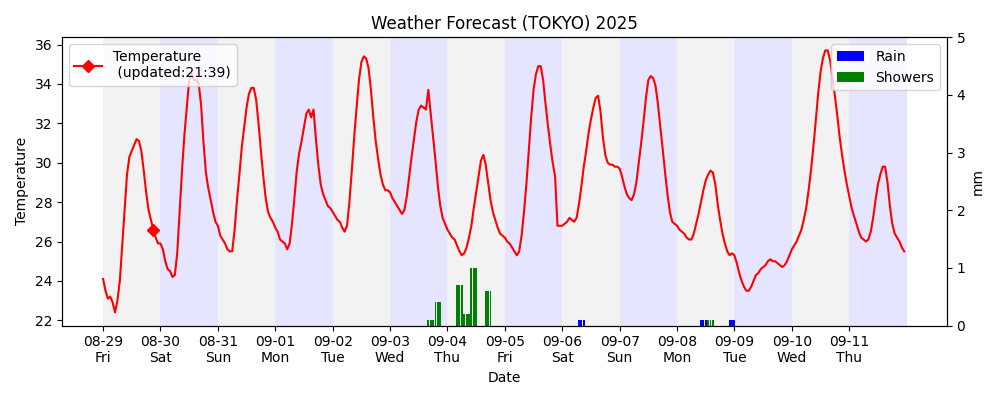 Weather Forecast (TOKYO) 2025
Temperature
(updated:21:39)
Rain
Showers
Temperature
36
34
32
30
28
26
24
22
5
4
3
2
1
0
mm
08-29 08-30 08-31 09-01 09-02 09-03 09-04 09-05 09-06 09-07 09-08 09-09 09-10 09-11
Fri Sat Sun Mon Tue Wed Thu Fri Sat Sun Mon Tue Wed Thu
Date